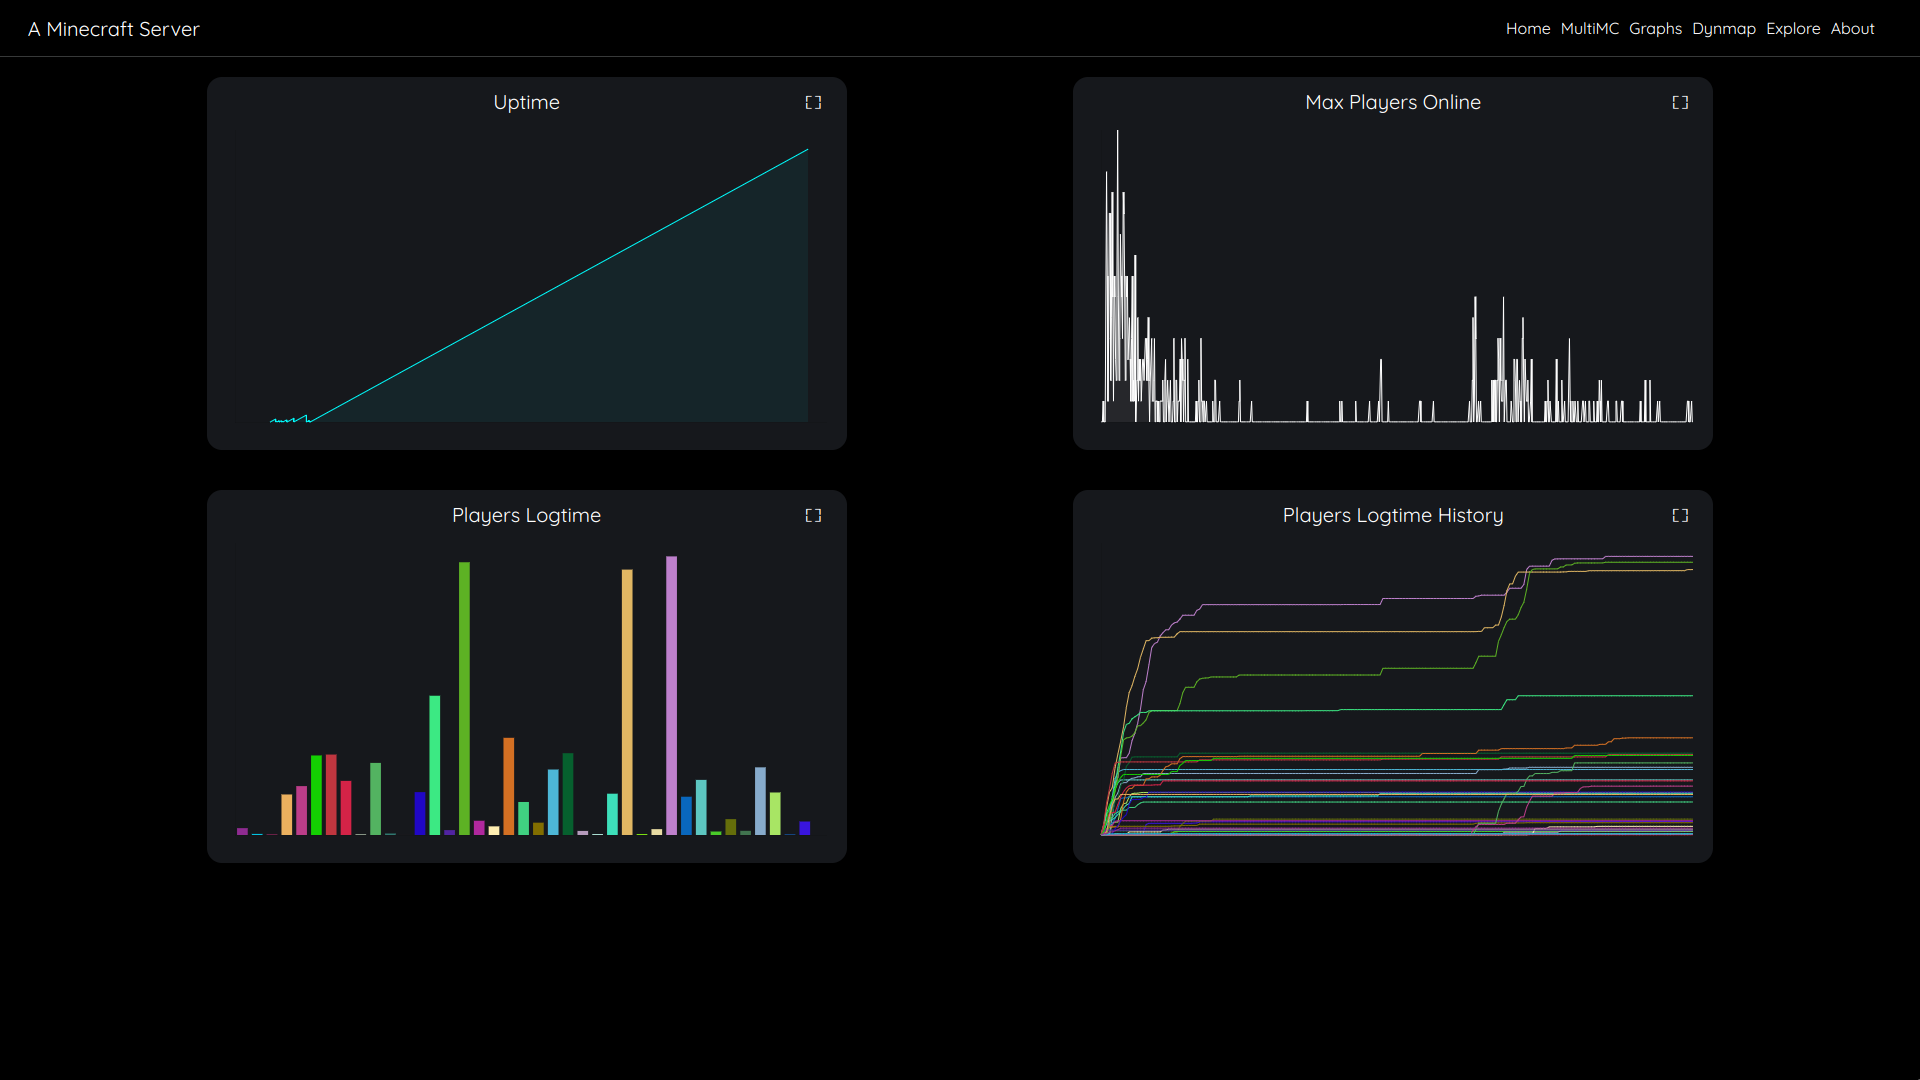 A Minecraft Server
Home MultiMC Graphs Dynmap Explore About
Uptime
Max Players Online
Players Logtime
Players Logtime History